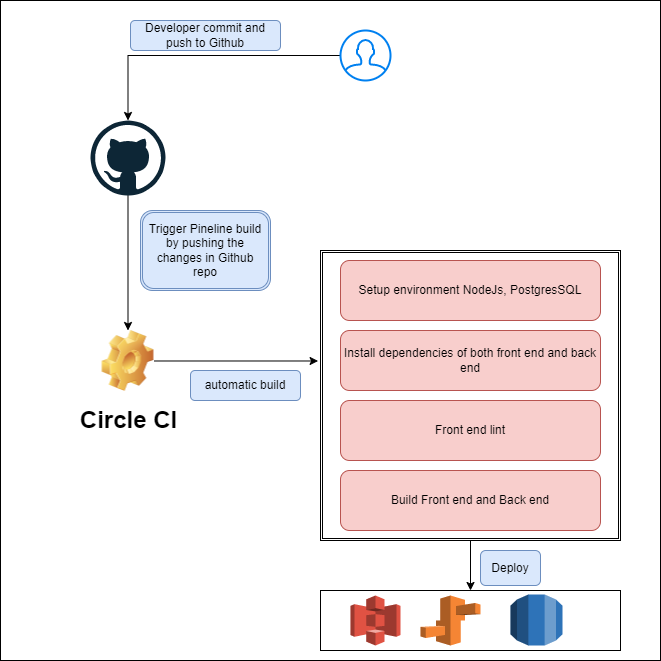 Developer commit and
push to Github
Trigger Pineline build
by pushing the
changes in Github
repo
Setup environment NodeJs, PostgresSQL
Install dependencies of both front end and back
end
automatic build
Circle CI
Front end lint
Build Front end and Back end
Deploy